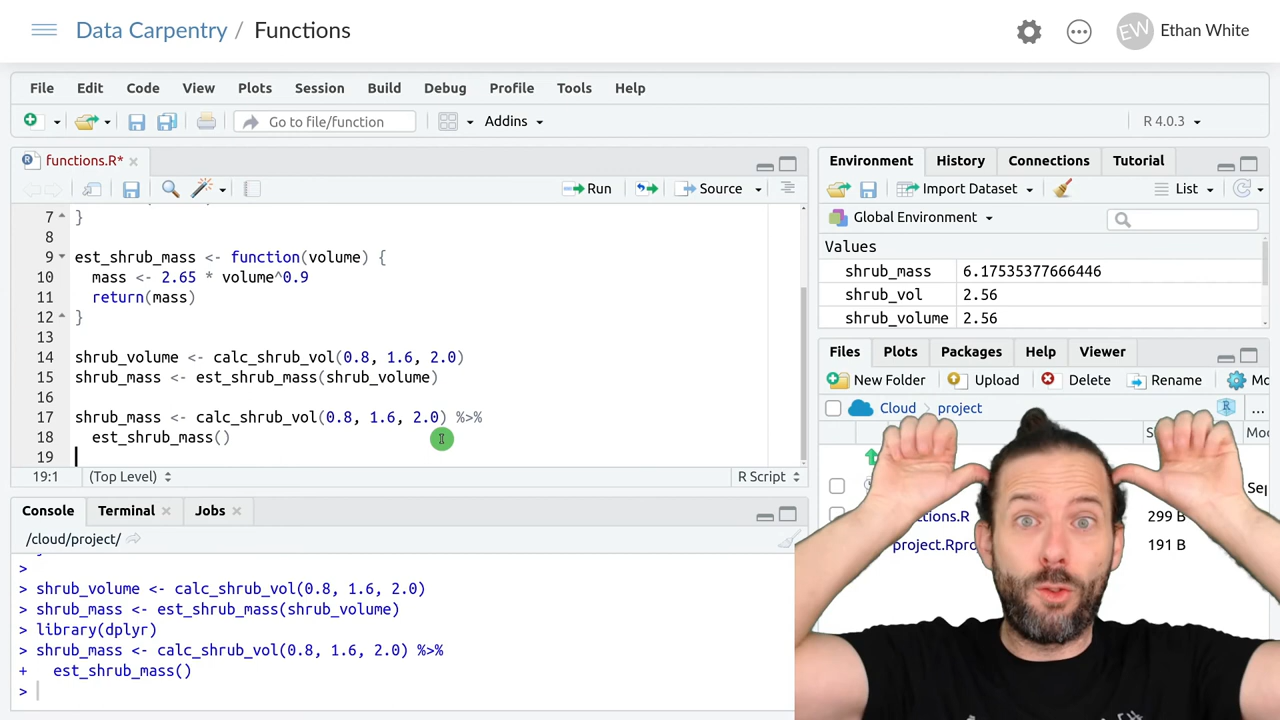 Data Carpentry / Functions
EW Ethan White
File Edit Code View Plots Session Build Debug Profile Tools Help
Go to file/function
Addins
R 4.0.3
functions.R*
Run
Source
7 }
8
9 est_shrub_mass <- function(volume) {
10 mass <- 2.65 * volume^0.9
11 return(mass)
12 }
13
14 shrub_volume <- calc_shrub_vol(0.8, 1.6, 2.0)
15 shrub_mass <- est_shrub_mass(shrub_volume)
16
17 shrub_mass <- calc_shrub_vol(0.8, 1.6, 2.0) %>%
18 est_shrub_mass()
19
19:1 (Top Level) R Script
Console Terminal Jobs
/cloud/project/
>
> shrub_volume <- calc_shrub_vol(0.8, 1.6, 2.0)
> shrub_mass <- est_shrub_mass(shrub_volume)
> library(dplyr)
> shrub_mass <- calc_shrub_vol(0.8, 1.6, 2.0) %>%
+ est_shrub_mass()
>
Environment History Connections Tutorial
Import Dataset
List
Global Environment
Values
shrub_mass 6.17535377666446
shrub_vol 2.56
shrub_volume 2.56
Files Plots Packages Help Viewer
New Folder Upload Delete Rename
Cloud project
299 B
191 B